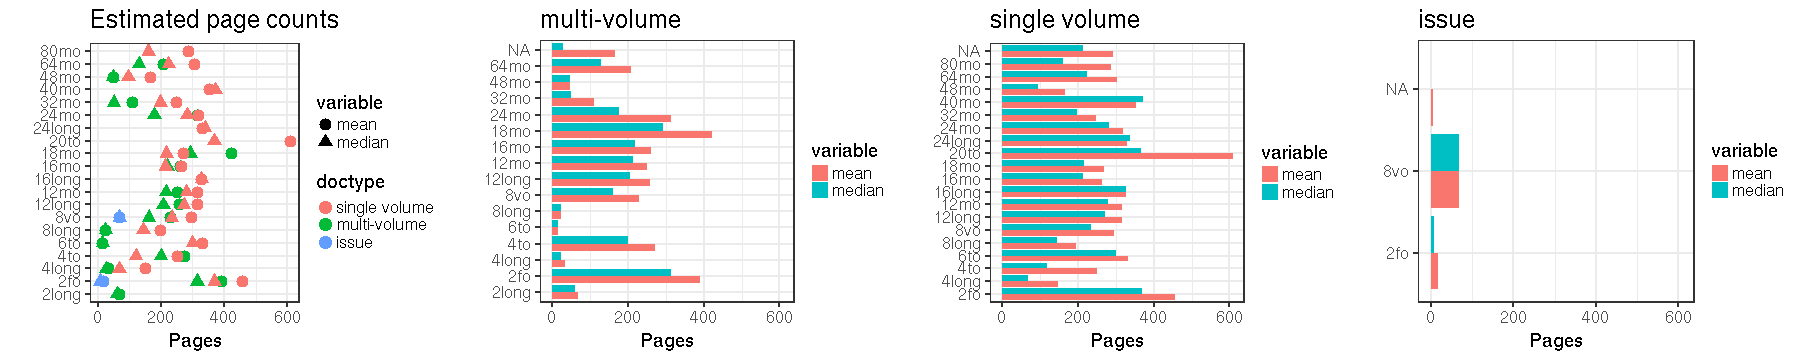 Estimated page counts
80mo
64mo
48mo
40mo
32mo
24mo
24long
20to
18mo
16mo
16long
12mo
12long
8vo
8long
6to
4to
4long
2fo
2long
0 200 400 600
Pages
variable
mean
median
doctype
single volume
multi-volume
issue
multi-volume
NA
64mo
48mo
32mo
24mo
18mo
16mo
12mo
12long
8vo
8long
6to
4to
4long
2fo
2long
0 200 400 600
Pages
variable
mean
median
single volume
NA
80mo
64mo
48mo
40mo
32mo
24mo
24long
20to
18mo
16mo
16long
12mo
12long
8vo
8long
6to
4to
4long
2fo
0 200 400 600
Pages
variable
mean
median
issue
NA
8vo
2fo
0 200 400 600
Pages
variable
mean
median